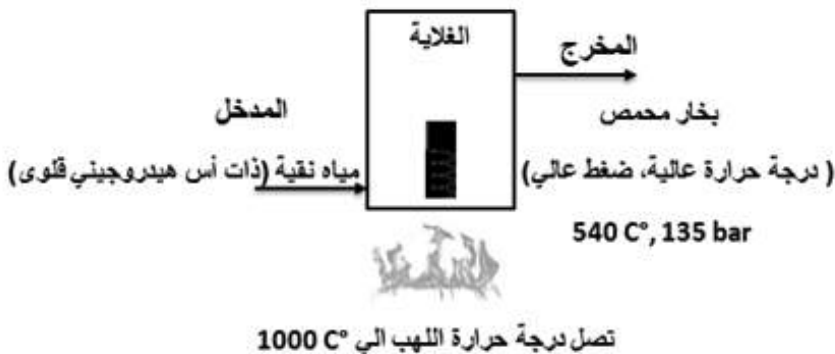 الغلاية
المخرج
المدخل
بخار محمص
مياه نقية (ذات أس هيدروجيني قلوى)
( درجة حرارة عالية، ضغط عالي)
540 C°, 135 bar
تصل درجة حرارة اللهب الي 1000 C°